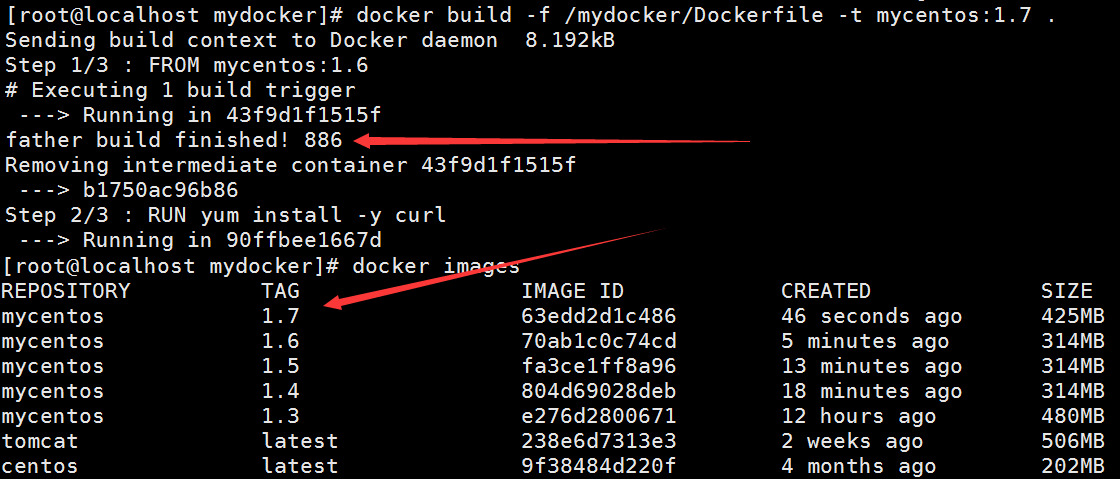 [root@localhost mydocker]# docker build -f /mydocker/Dockerfile -t mycentos:1.7 .
Sending build context to Docker daemon  8.192kB
Step 1/3 : FROM mycentos:1.6
# Executing 1 build trigger
 ---> Running in 43f9d1f1515f
father build finished! 886
Removing intermediate container 43f9d1f1515f
 ---> b1750ac96b86
Step 2/3 : RUN yum install -y curl
 ---> Running in 90ffbee1667d
[root@localhost mydocker]# docker images
REPOSITORY TAG IMAGE ID CREATED SIZE
mycentos 1.7 63edd2d1c486 46 seconds ago 425MB
mycentos 1.6 70ab1c0c74cd 5 minutes ago 314MB
mycentos 1.5 fa3ce1ff8a96 13 minutes ago 314MB
mycentos 1.4 804d69028deb 18 minutes ago 314MB
mycentos 1.3 e276d2800671 12 hours ago 480MB
tomcat latest 238e6d7313e3 2 weeks ago 506MB
centos latest 9f38484d220f 4 months ago 202MB